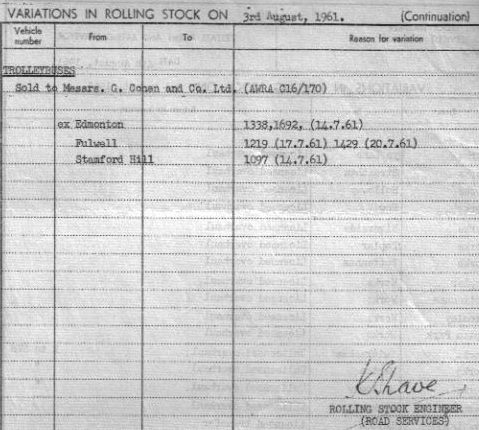 VARIATIONS IN ROLLING STOCK ON 3rd August, 1961. (Continuation)
Vehicle number From To Reason for variation
TROLLEYBUSES
Sold to Messrs. G. Cohen and Co. Ltd. (AWRA C16/170)
ex Edmonton 1338,1692, (14.7.61)
Fulwell 1219 (17.7.61) 1429 (20.7.61)
Stamford Hill 1097 (14.7.61)
K Shave
ROLLING STOCK ENGINEER
(ROAD SERVICES)